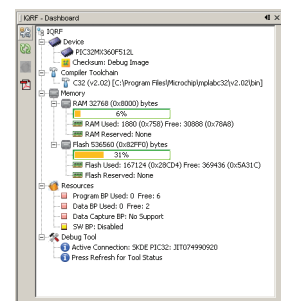 IQRF - Dashboard
IQRF
Device
PIC32MX360F512L
Checksum: Debug Image
Compiler Toolchain
C32 (v2.02) [C:\Program Files\Microchip\mplabc32\v2.02\bin]
Memory
RAM 32768 (0x8000) bytes
6%
RAM Used: 1880 (0x758) Free: 30888 (0x78A8)
RAM Reserved: None
Flash 536560 (0x82FF0) bytes
31%
Flash Used: 167124 (0x28CD4) Free: 369436 (0x5A31C)
Flash Reserved: None
Resources
Program BP Used: 0 Free: 6
Data BP Used: 0 Free: 2
Data Capture BP: No Support
SW BP: Disabled
Debug Tool
Active Connection: SKDE PIC32: JIT074990920
Press Refresh for Tool Status